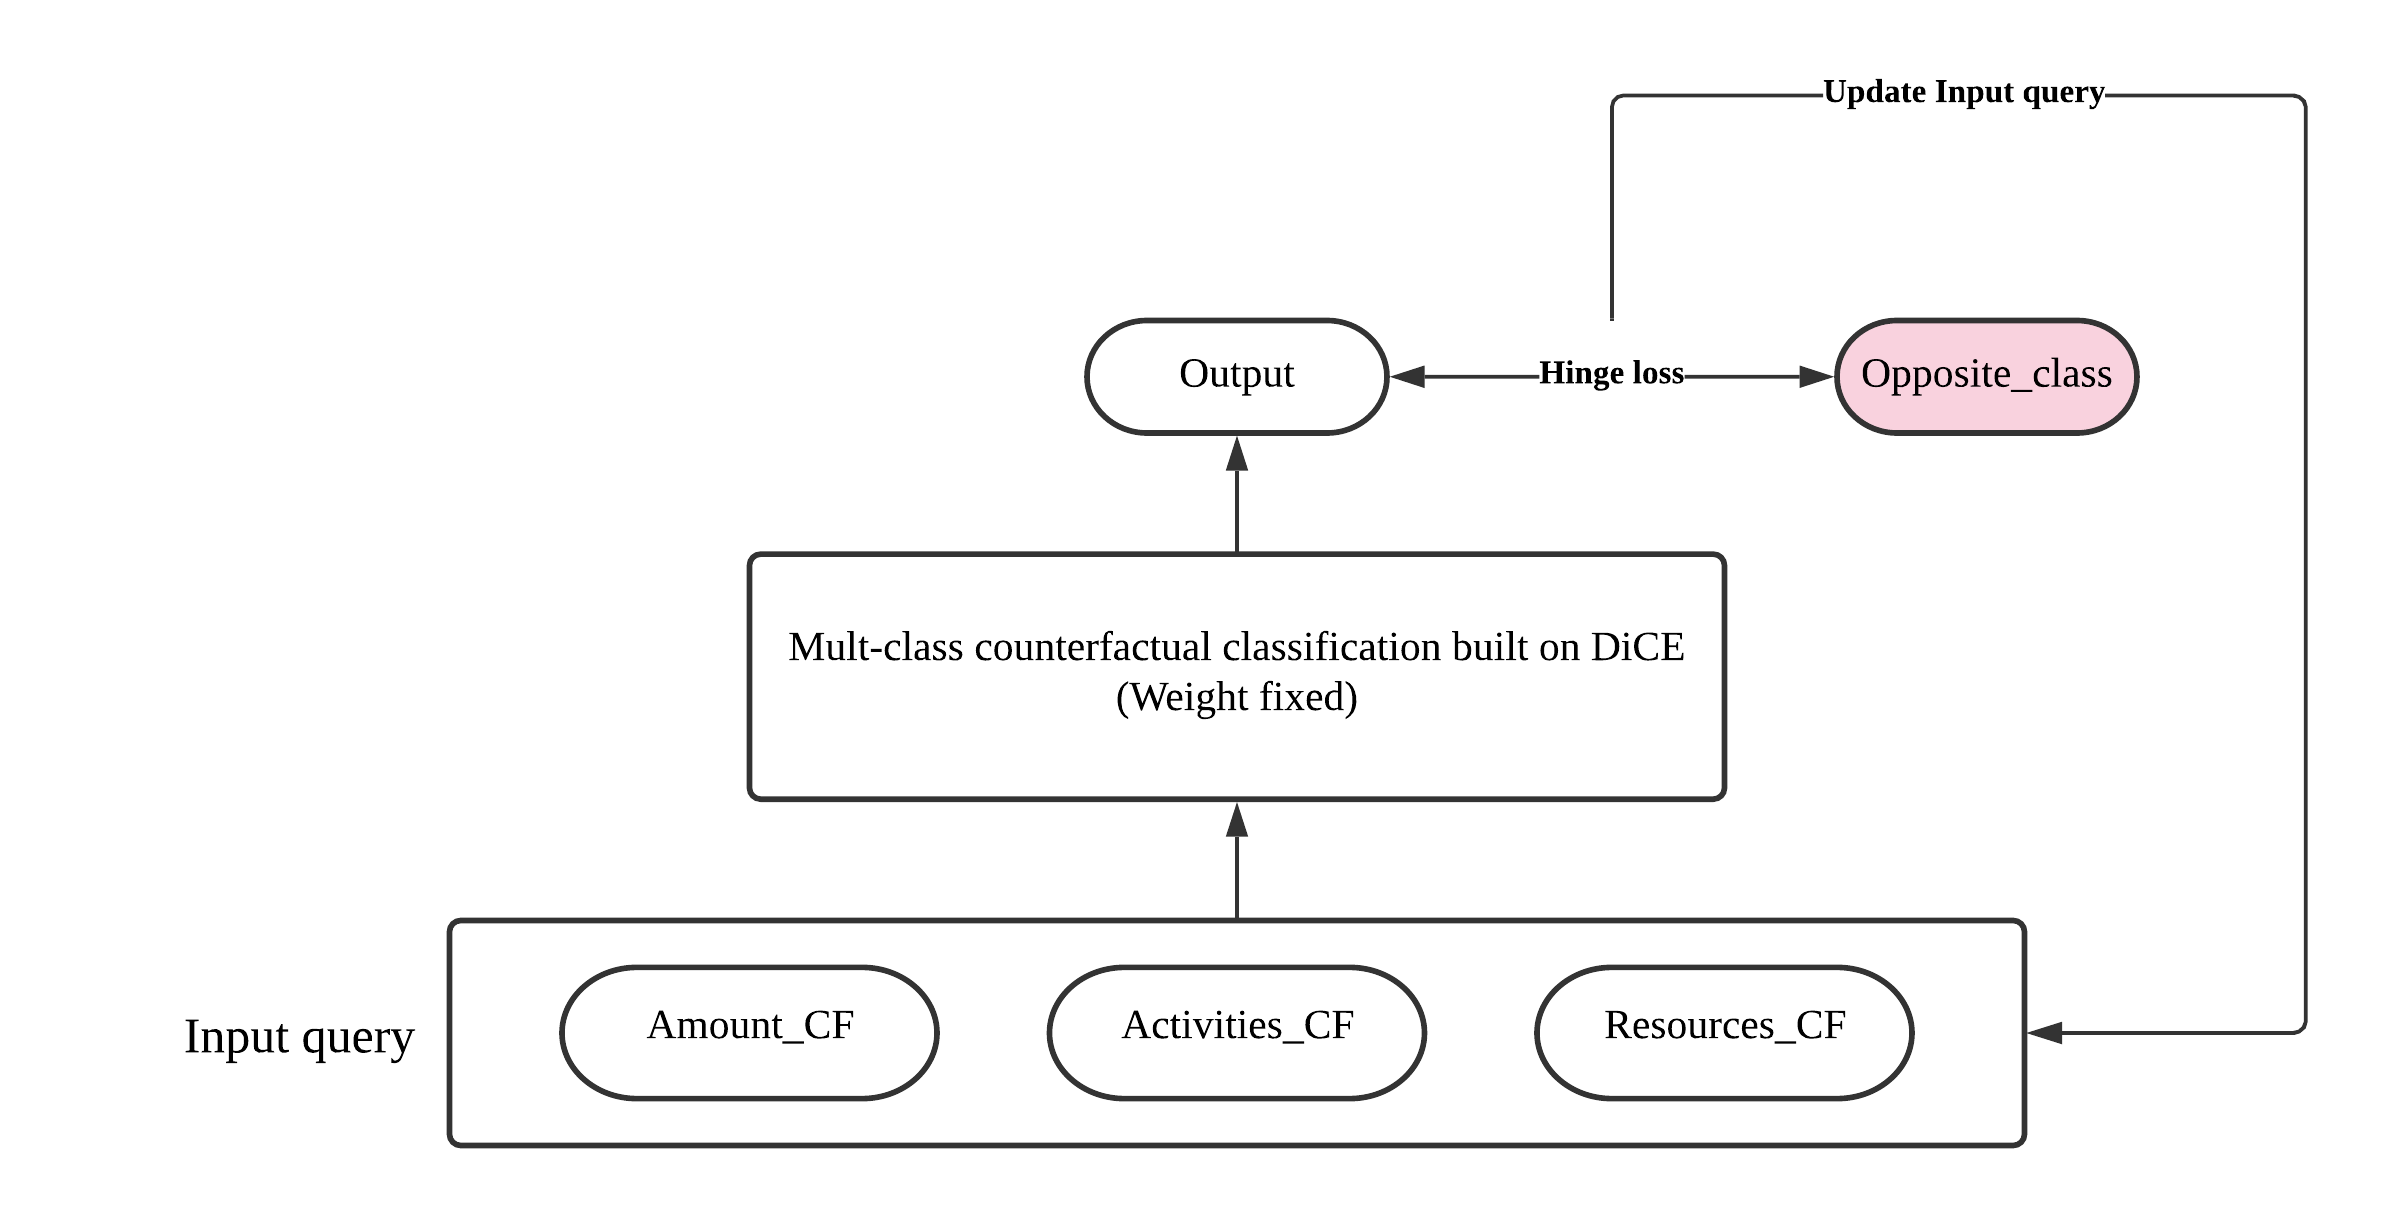 Update Input query
Output
Hinge loss
Opposite_class
Mult-class counterfactual classification built on DiCE
(Weight fixed)
Input query
Amount_CF
Activities_CF
Resources_CF